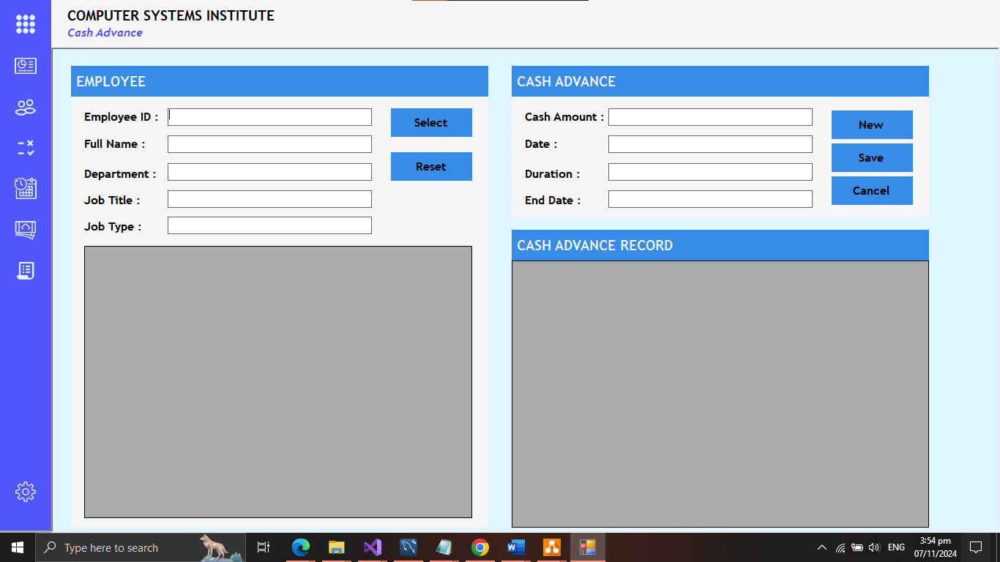 COMPUTER SYSTEMS INSTITUTE
Cash Advance
EMPLOYEE
Employee ID :
Full Name :
Department :
Job Title :
Job Type :
Select
Reset
CASH ADVANCE
Cash Amount :
Date :
Duration :
End Date :
New
Save
Cancel
CASH ADVANCE RECORD
Type here to search
ENG
3:54 pm
07/11/2024